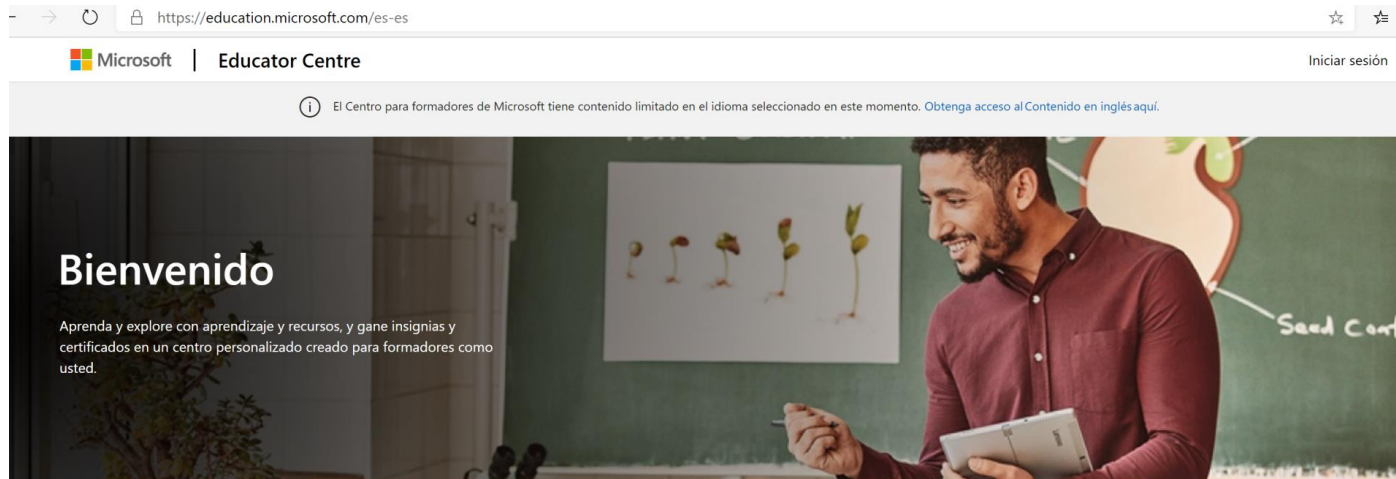 https://education.microsoft.com/es-es
Microsoft | Educator Centre
Iniciar sesión
El Centro para formadores de Microsoft tiene contenido limitado en el idioma seleccionado en este momento. Obtenga acceso al Contenido en inglés aquí.
Bienvenido
Aprenda y explore con aprendizaje y recursos, y gane insignias y
certificados en un centro personalizado creado para formadores como
usted.
Seed
Lenovo